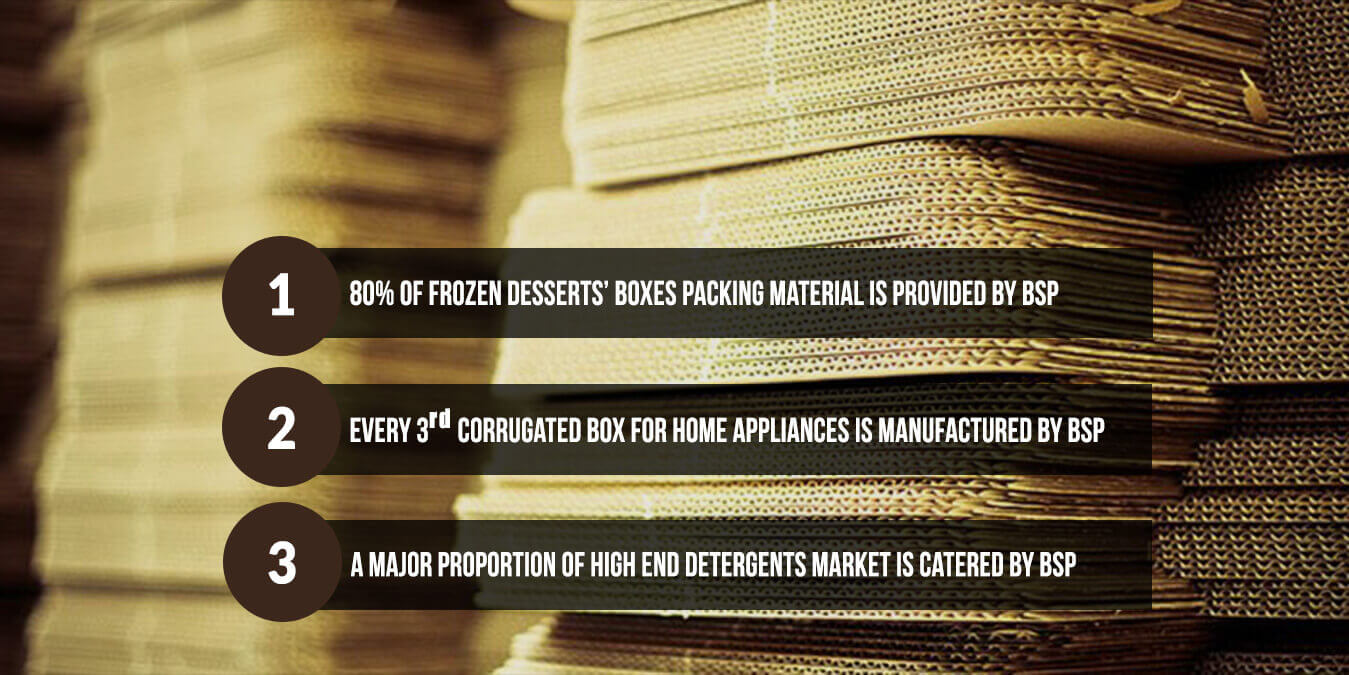 1
80% OF FROZEN DESSERTS’ BOXES PACKING MATERIAL IS PROVIDED BY BSP
2
EVERY 3rd CORRUGATED BOX FOR HOME APPLIANCES IS MANUFACTURED BY BSP
3
A MAJOR PROPORTION OF HIGH END DETERGENTS MARKET IS CATERED BY BSP